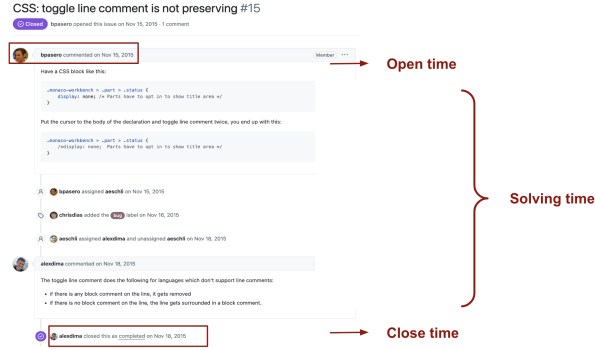 CSS: toggle line comment is not preserving #15
Closed bpasero opened this issue on Nov 15, 2015 · 1 comment
bpasero commented on Nov 15, 2015
Member ···
Open time
Have a CSS block like this:
.monaco-workbench > .part > .status {
display: none; /* Parts have to opt in to show title area */
}
Put the cursor to the body of the declaration and toggle line comment twice, you end up with this:
.monaco-workbench > .part > .status {
/*display: none; Parts have to opt in to show title area */
}
Solving time
bpasero assigned aeschli on Nov 15, 2015
chrisdias added the bug label on Nov 16, 2015
aeschli assigned alexdima and unassigned aeschli on Nov 18, 2015
alexdima commented on Nov 18, 2015
The toggle line comment does the following for languages which don't support line comments:
• if there is any block comment on the line, it gets removed
• if there is no block comment on the line, the line gets surrounded in a block comment.
alexdima closed this as completed on Nov 18, 2015
Close time